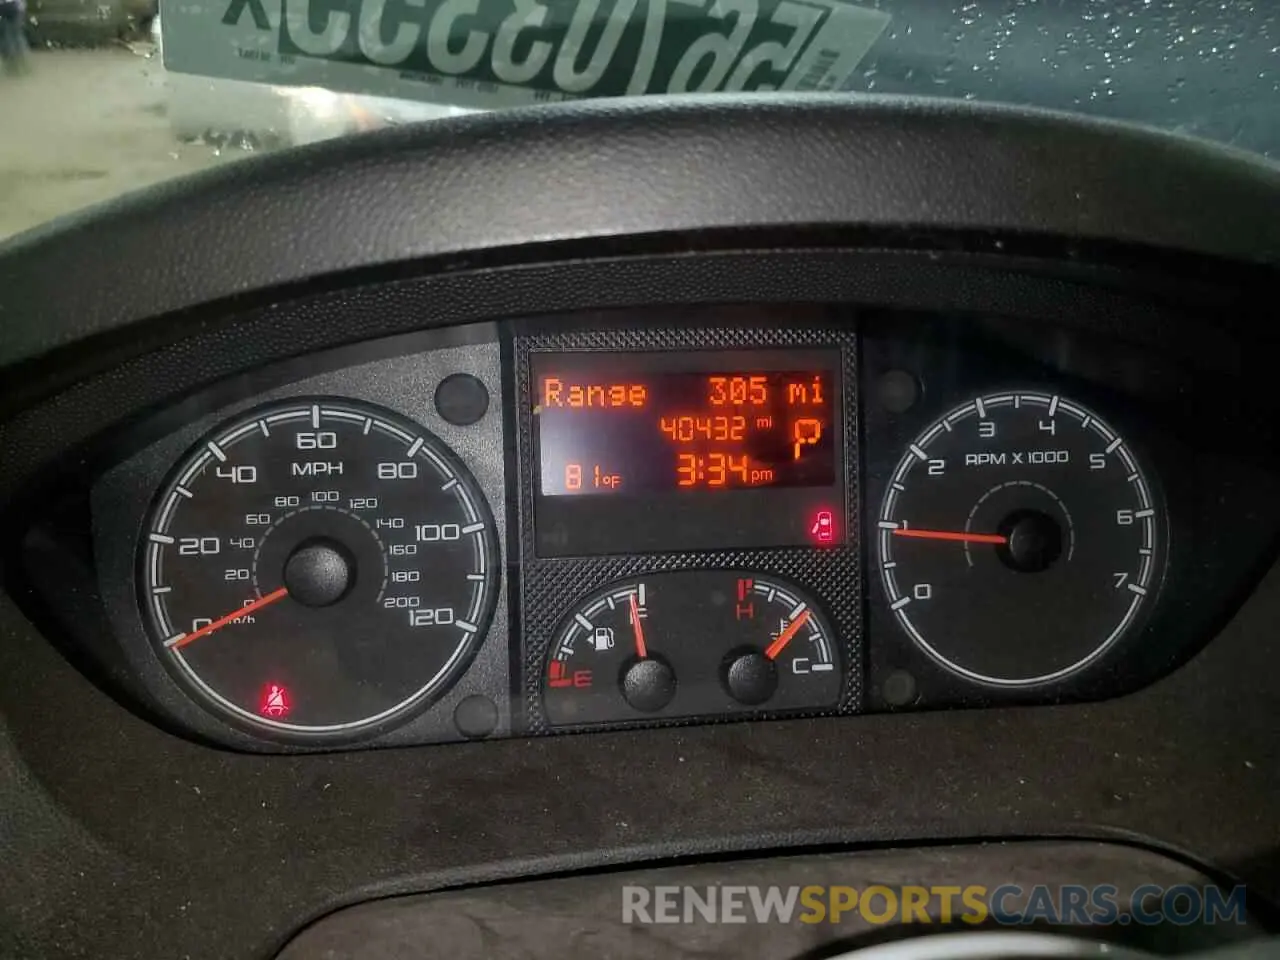 Range 305 mi
40432 mi
P
81°F 3:34 pm
MPH
0 20 40 60 80 100 120
0 20 40 60 80 100 120 140 160 180 200
km/h
E F
H C
RPM X 1000
0 1 2 3 4 5 6 7
RENEWSPORTSCARS.COM